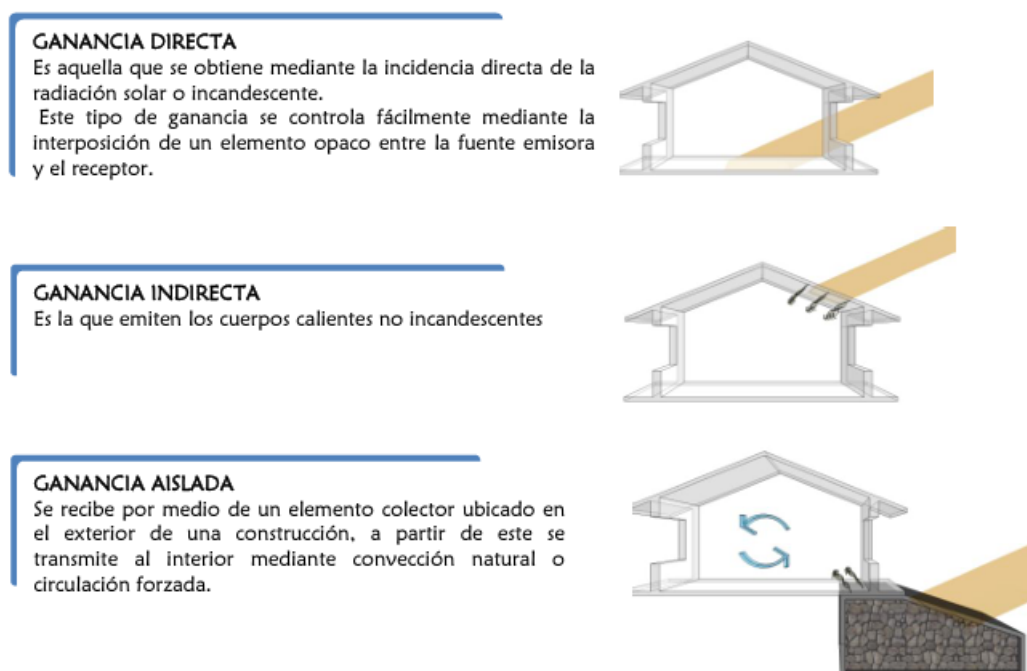 GANANCIA DIRECTA
Es aquella que se obtiene mediante la incidencia directa de la
radiación solar o incandescente.
Este tipo de ganancia se controla fácilmente mediante la
interposición de un elemento opaco entre la fuente emisora
y el receptor.
GANANCIA INDIRECTA
Es la que emiten los cuerpos calientes no incandescentes
GANANCIA AISLADA
Se recibe por medio de un elemento colector ubicado en
el exterior de una construcción, a partir de este se
transmite al interior mediante convección natural o
circulación forzada.